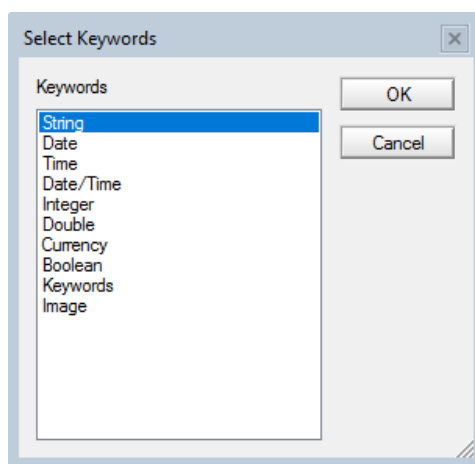 Select Keywords
Keywords
OK
String
Cancel
Date
Time
Date/Time
Integer
Double
Currency
Boolean
Keywords
Image